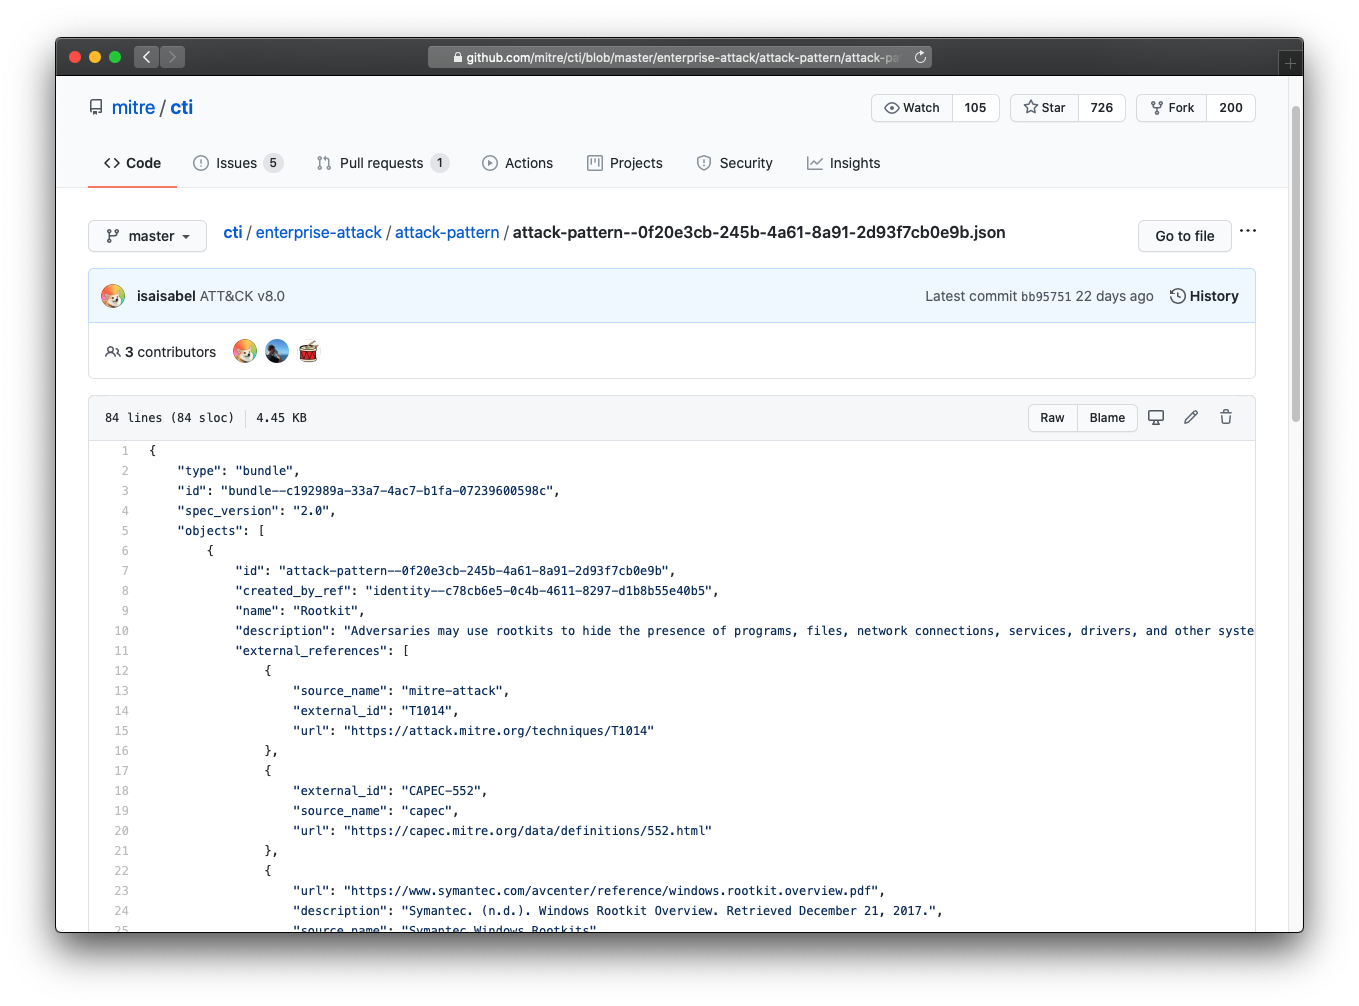 github.com/mitre/cti/blob/master/enterprise-attack/attack-pattern/attack-pa
mitre / cti
Watch 105 Star 726 Fork 200
Code Issues 5 Pull requests 1 Actions Projects Security Insights
master cti / enterprise-attack / attack-pattern / attack-pattern--0f20e3cb-245b-4a61-8a91-2d93f7cb0e9b.json Go to file ...
isaisabel ATT&CK v8.0 Latest commit bb95751 22 days ago History
3 contributors
84 lines (84 sloc) 4.45 KB Raw Blame
1 {
2 "type": "bundle",
3 "id": "bundle--c192989a-33a7-4ac7-b1fa-07239600598c",
4 "spec_version": "2.0",
5 "objects": [
6 {
7 "id": "attack-pattern--0f20e3cb-245b-4a61-8a91-2d93f7cb0e9b",
8 "created_by_ref": "identity--c78cb6e5-0c4b-4611-8297-d1b8b55e40b5",
9 "name": "Rootkit",
10 "description": "Adversaries may use rootkits to hide the presence of programs, files, network connections, services, drivers, and other syste
11 "external_references": [
12 {
13 "source_name": "mitre-attack",
14 "external_id": "T1014",
15 "url": "https://attack.mitre.org/techniques/T1014"
16 },
17 {
18 "external_id": "CAPEC-552",
19 "source_name": "capec",
20 "url": "https://capec.mitre.org/data/definitions/552.html"
21 },
22 {
23 "url": "https://www.symantec.com/avcenter/reference/windows.rootkit.overview.pdf",
24 "description": "Symantec. (n.d.). Windows Rootkit Overview. Retrieved December 21, 2017.",
25 "source_name": "Symantec Windows Rootkits"